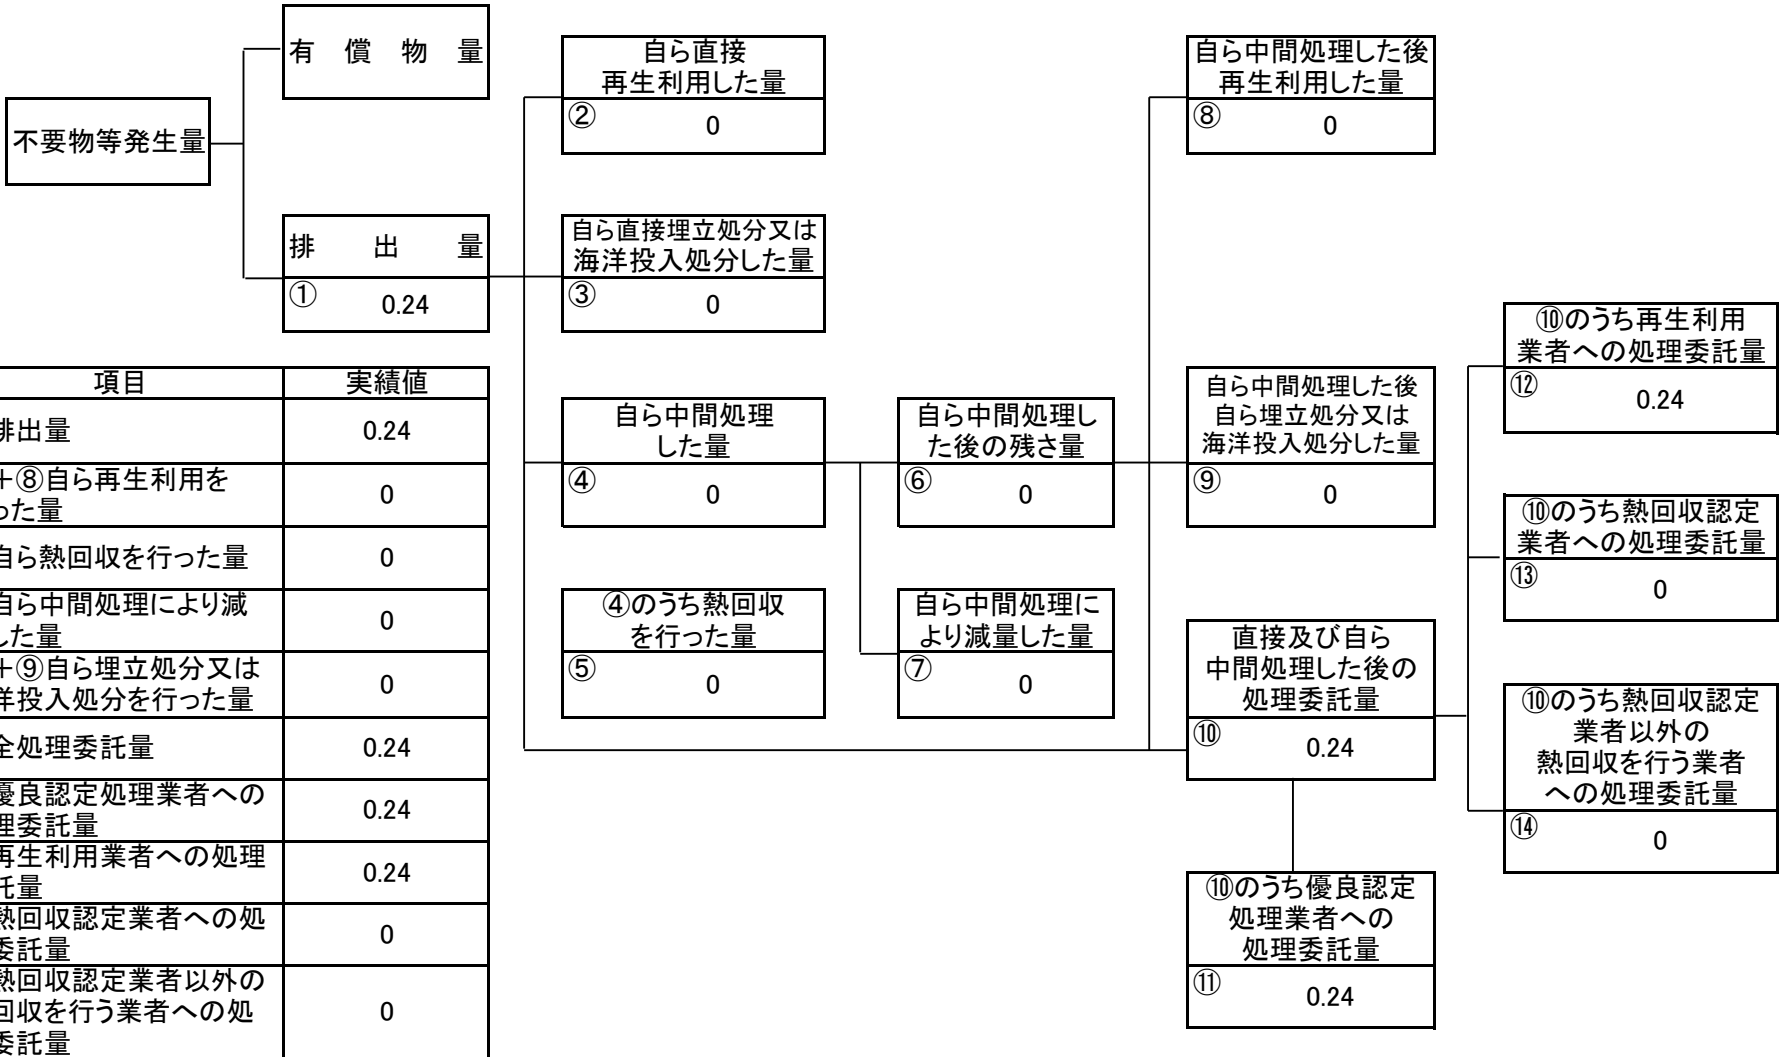 有　償　物　量
不要物等発生量
排　出　量
① 0.24
自ら直接
再生利用した量
② 0
自ら直接埋立処分又は
海洋投入処分した量
③ 0
自ら中間処理
した量
④ 0
④のうち熱回収
を行った量
⑤ 0
自ら中間処理し
た後の残さ量
⑥ 0
自ら中間処理に
より減量した量
⑦ 0
自ら中間処理した後
再生利用した量
⑧ 0
自ら中間処理した後
自ら埋立処分又は
海洋投入処分した量
⑨ 0
直接及び自ら
中間処理した後の
処理委託量
⑩ 0.24
⑩のうち優良認定
処理業者への
処理委託量
⑪ 0.24
⑩のうち再生利用
業者への処理委託量
⑫ 0.24
⑩のうち熱回収認定
業者への処理委託量
⑬ 0
⑩のうち熱回収認定
業者以外の
熱回収を行う業者
への処理委託量
⑭ 0
項目 実績値
排出量 0.24
＋⑧自ら再生利用を
った量 0
自ら熱回収を行った量 0
自ら中間処理により減
した量 0
＋⑨自ら埋立処分又は
洋投入処分を行った量 0
全処理委託量 0.24
優良認定処理業者への
理委託量 0.24
再生利用業者への処理
託量 0.24
熱回収認定業者への処
委託量 0
熱回収認定業者以外の
回収を行う業者への処
委託量 0